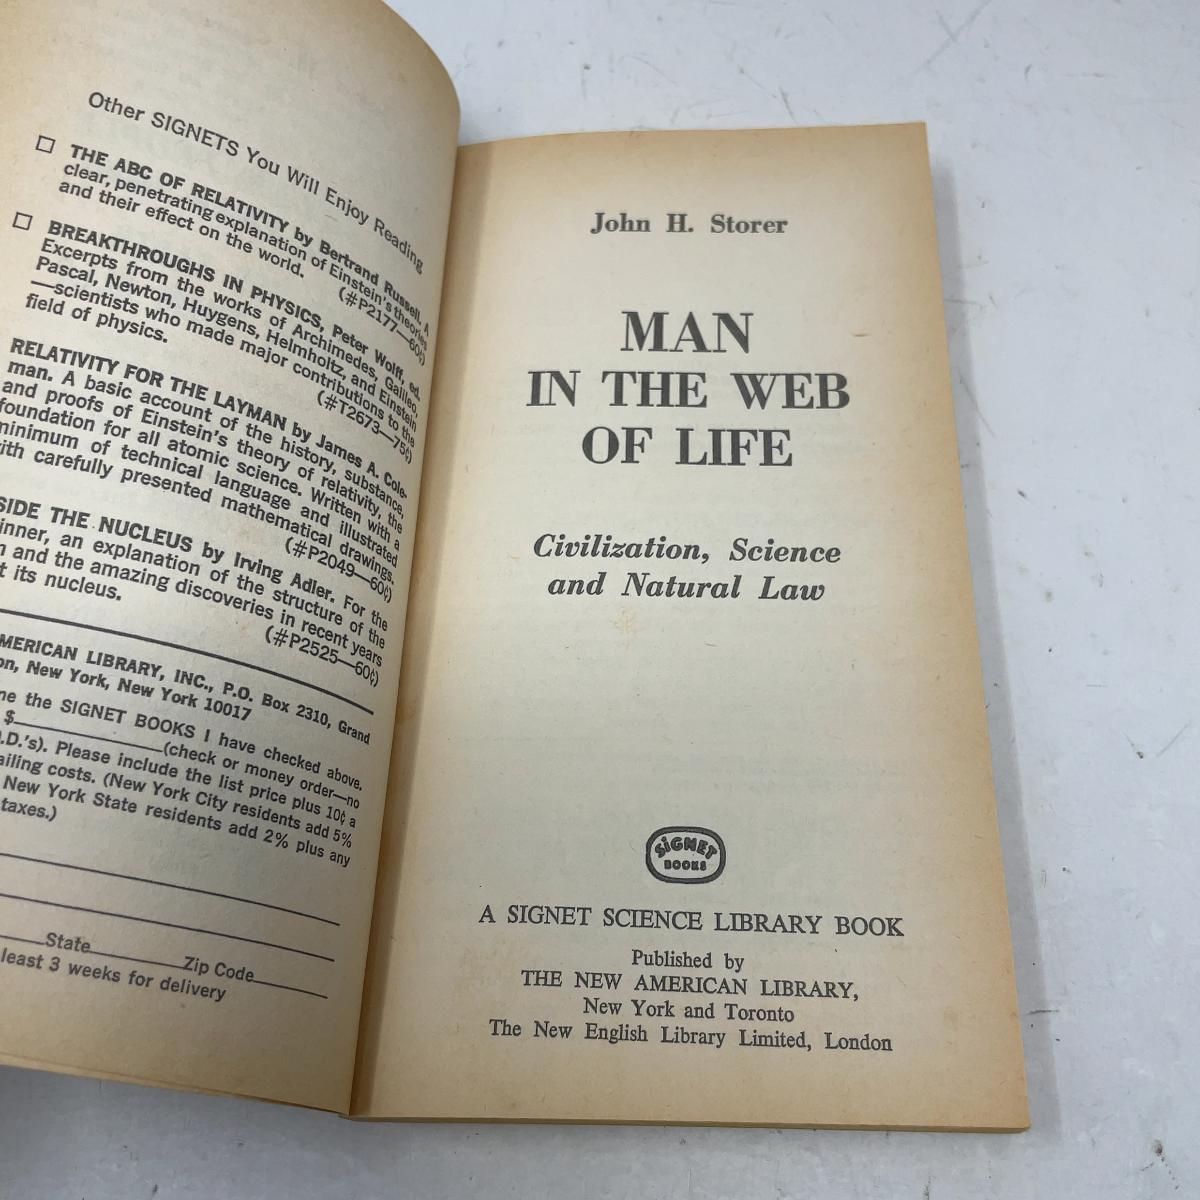 Other SIGNETS You Will Enjoy Reading
THE ABC OF RELATIVITY by Bertrand Russell. A
clear, penetrating explanation of Einstein's theories
and their effect on the world. (#P2177—60¢)
BREAKTHROUGHS IN PHYSICS, Peter Wolff, ed.
Excerpts from the works of Archimedes, Galileo,
Pascal, Newton, Huygens, Helmholtz, and Einstein
—scientists who made major contributions to the
field of physics. (#T2673—75¢)
RELATIVITY FOR THE LAYMAN by James A. Cole-
man. A basic account of the history, substance,
and proofs of Einstein's theory of relativity, the
foundation for all atomic science. Written with a
minimum of technical language and illustrated
with carefully presented mathematical drawings.
(#P2049—60¢)
SIDE THE NUCLEUS by Irving Adler. For the
inner, an explanation of the structure of the
and the amazing discoveries in recent years
its nucleus. (#P2525—60¢)
MERICAN LIBRARY, INC., P.O. Box 2310, Grand
on, New York, New York 10017
me the SIGNET BOOKS I have checked above.
$ (check or money order—no
.D.'s). Please include the list price plus 10¢ a
ailing costs. (New York City residents add 5%
New York State residents add 2% plus any
taxes.)
State Zip Code
least 3 weeks for delivery
John H. Storer
MAN
IN THE WEB
OF LIFE
Civilization, Science
and Natural Law
SIGNET
BOOKS
A SIGNET SCIENCE LIBRARY BOOK
Published by
THE NEW AMERICAN LIBRARY,
New York and Toronto
The New English Library Limited, London